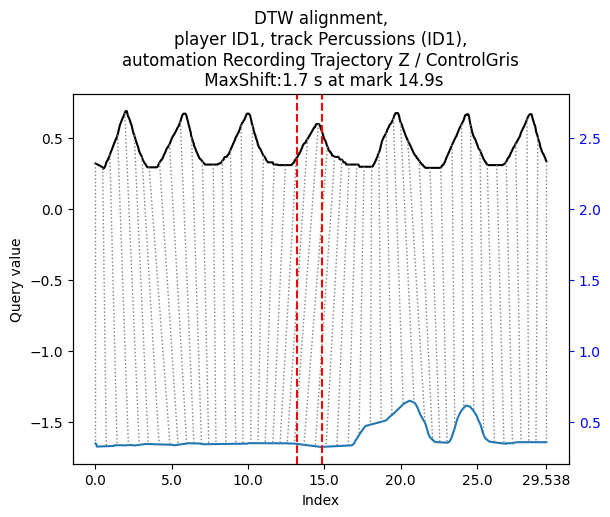 DTW alignment,
player ID1, track Percussions (ID1),
automation Recording Trajectory Z / ControlGris
MaxShift:1.7 s at mark 14.9s
0.5
0.0
−0.5
−1.0
−1.5
Query value
2.5
2.0
1.5
1.0
0.5
0.0
5.0
10.0
15.0
20.0
25.0
29.538
Index